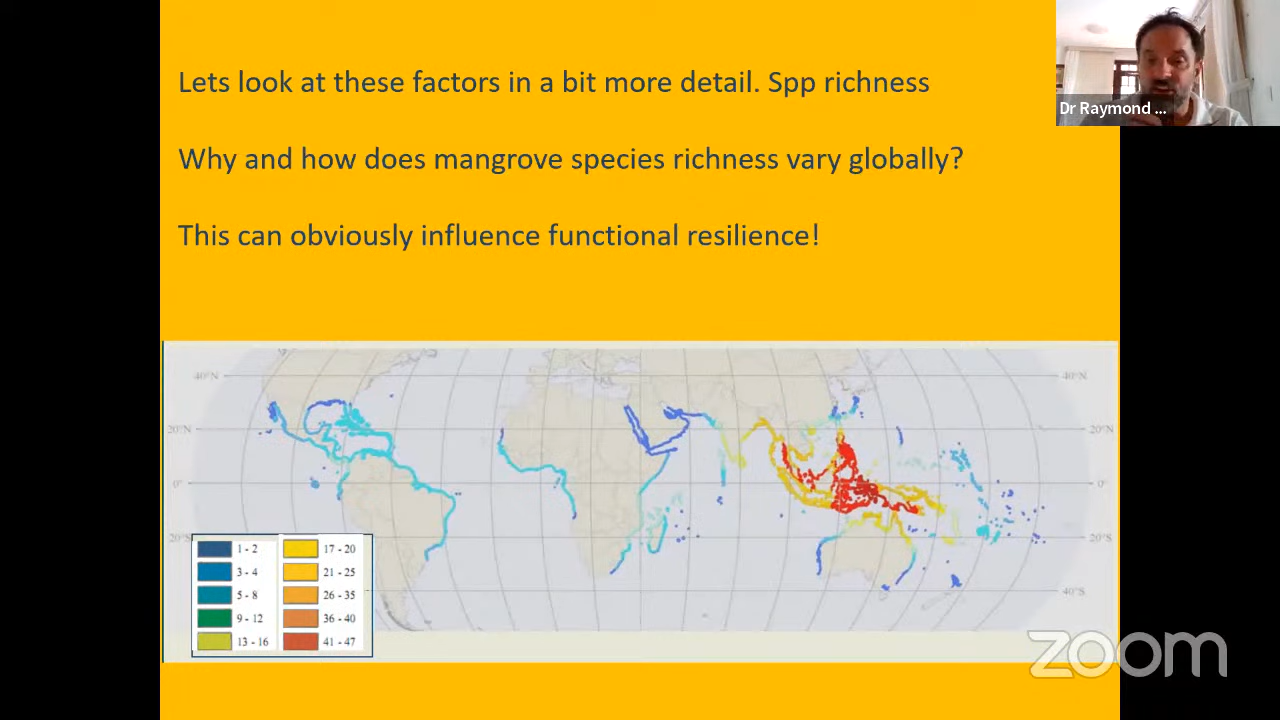 Lets look at these factors in a bit more detail. Spp richness
Dr Raymond ...
Why and how does mangrove species richness vary globally?
This can obviously influence functional resilience!
40°N
40°N
20°N
20°N
0°
0°
20°S
20°S
40°S
1 - 2
17 - 20
3 - 4
21 - 25
5 - 8
26 - 35
9 - 12
36 - 40
13 - 16
41 - 47
zoom